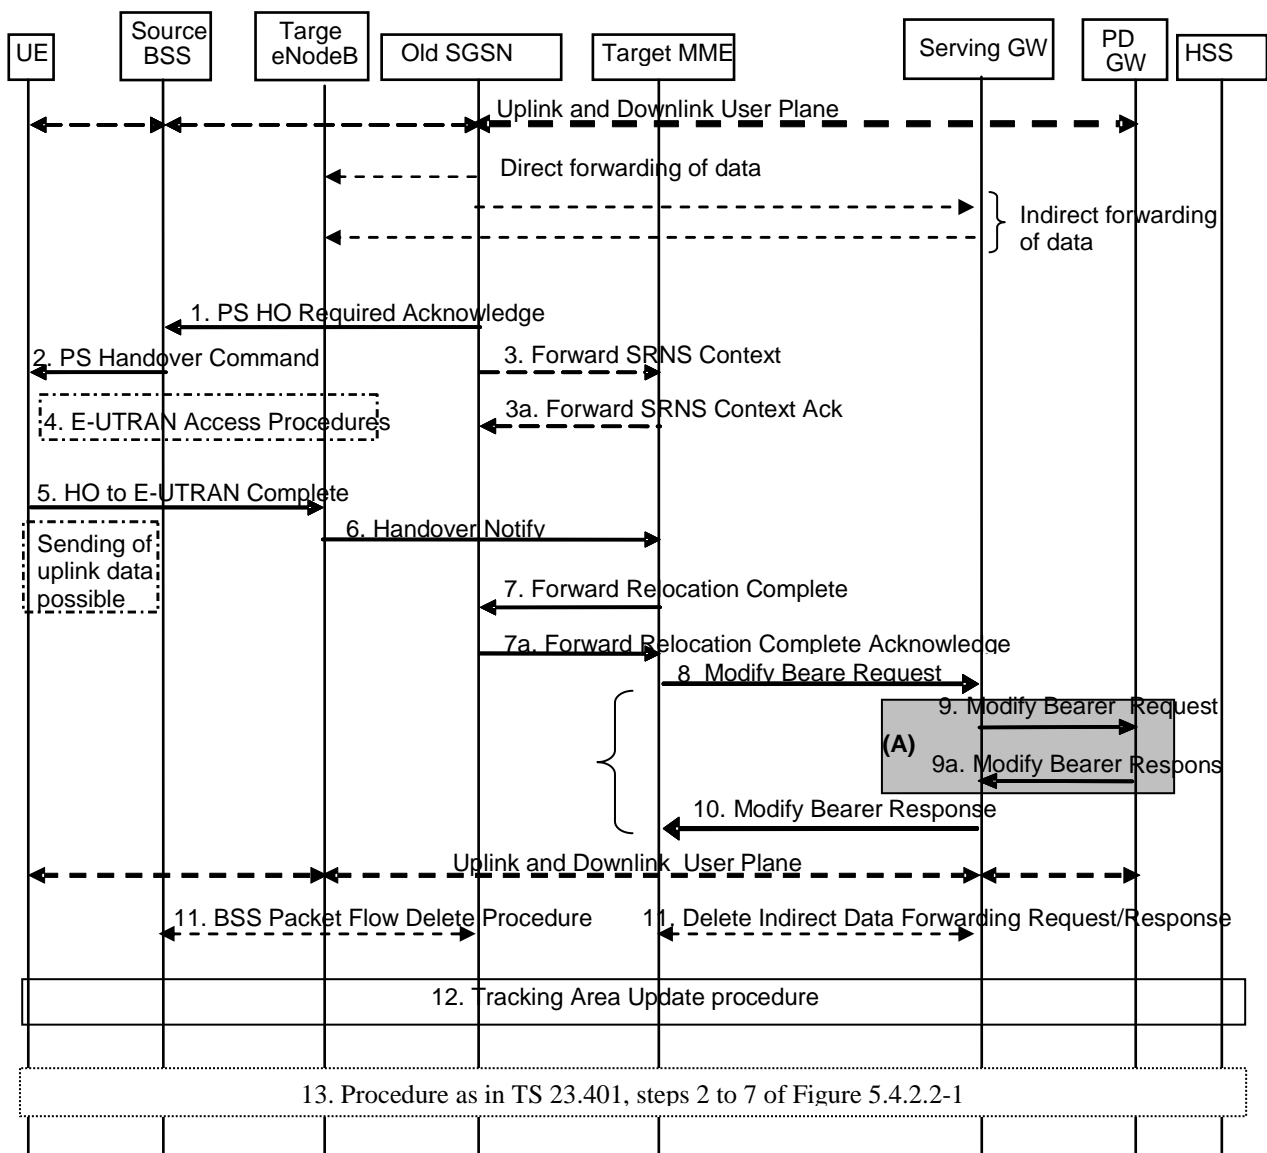 UE
Source
BSS
Targe
eNodeB
Old SGSN
Target MME
Serving GW
PD
GW
HSS
Uplink and Downlink User Plane
Direct forwarding of data
Indirect forwarding
of data
1. PS HO Required Acknowledge
2. PS Handover Command
3. Forward SRNS Context
4. E-UTRAN Access Procedures
3a. Forward SRNS Context Ack
5. HO to E-UTRAN Complete
6. Handover Notify
Sending of
uplink data
possible
7. Forward Relocation Complete
7a. Forward Relocation Complete Acknowledge
8 Modify Beare Request
9. Modify Bearer Request
(A)
9a. Modify Bearer Respons
10. Modify Bearer Response
Uplink and Downlink User Plane
11. BSS Packet Flow Delete Procedure
11. Delete Indirect Data Forwarding Request/Response
12. Tracking Area Update procedure
13. Procedure as in TS 23.401, steps 2 to 7 of Figure 5.4.2.2-1